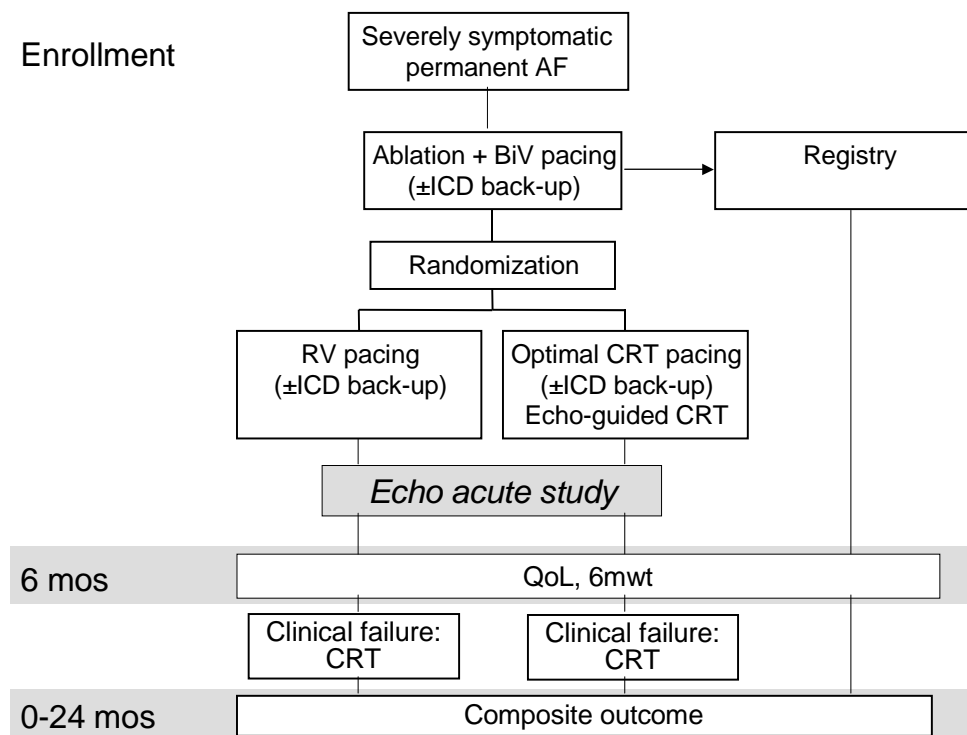 Enrollment
Severely symptomatic
permanent AF
Ablation + BiV pacing
(±ICD back-up)
Registry
Randomization
RV pacing
(±ICD back-up)
Optimal CRT pacing
(±ICD back-up)
Echo-guided CRT
Echo acute study
6 mos
QoL, 6mwt
Clinical failure:
CRT
Clinical failure:
CRT
0-24 mos
Composite outcome